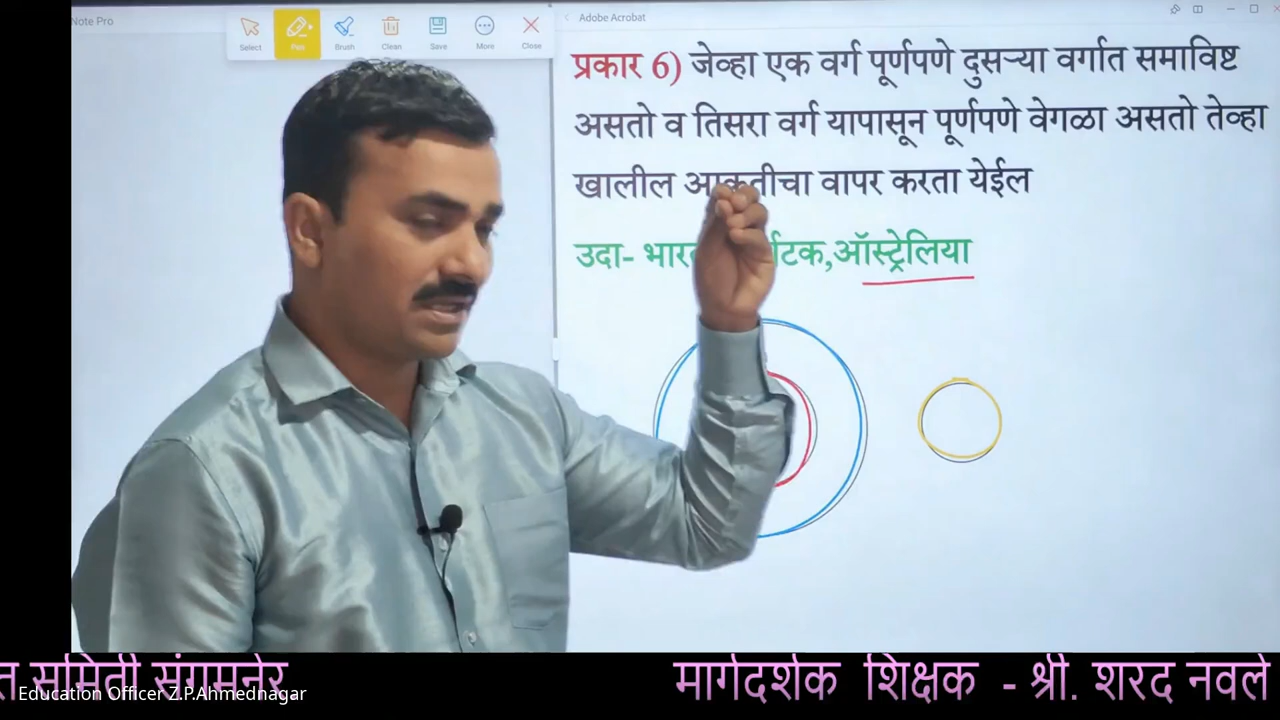 Note Pro
Select Pen Brush Clean Save More Close
Adobe Acrobat
प्रकार 6) जेव्हा एक वर्ग पूर्णपणे दुसऱ्या वर्गात समाविष्ट
असतो व तिसरा वर्ग यापासून पूर्णपणे वेगळा असतो तेव्हा
खालील आकृतीचा वापर करता येईल
उदा- ऑस्ट्रेलिया
समिती संगमनेर मार्गदर्शक शिक्षक - श्री. शरद नवले
Education Officer Z.P.Ahmednagar